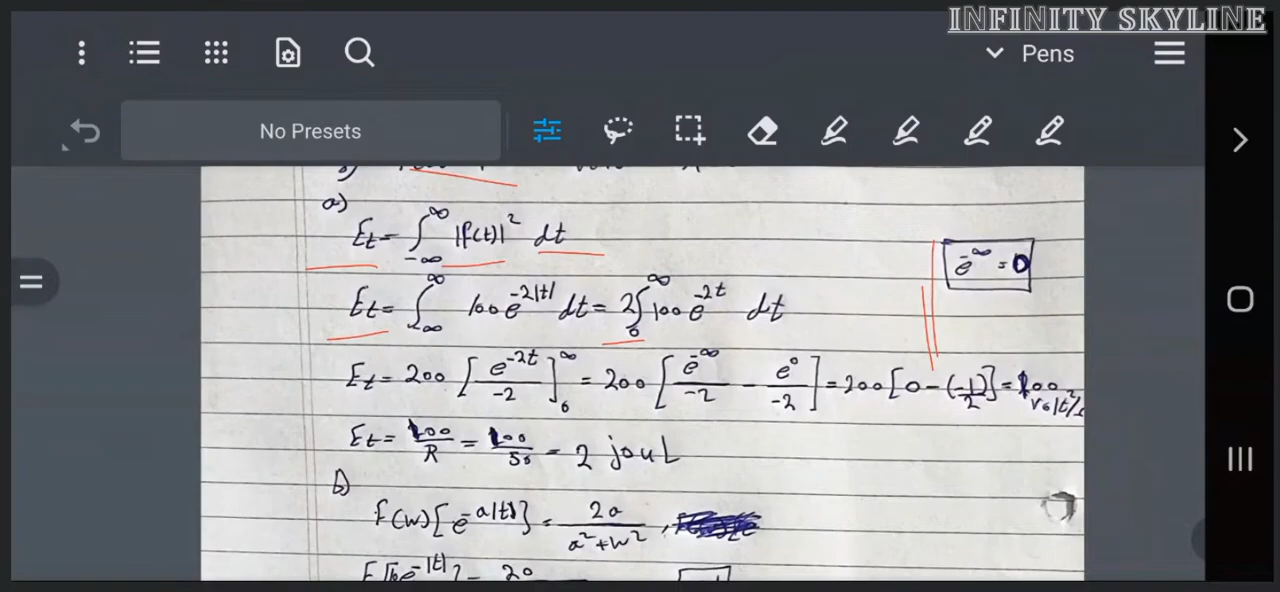 INFINITY SKYLINE
Pens
No Presets
a)
Et = ∫_{-∞}^{∞} |f(t)|² dt
e^{-∞} = 0
Et = ∫_{-∞}^{∞} 100 e^{-2|t|} dt = 2 ∫_{0}^{∞} 100 e^{-2t} dt
Et = 200 [ e^{-2t} / -2 ]_{0}^{∞} = 200 [ e^{-∞} / -2 - e^{0} / -2 ] = 200 [ 0 - ( -1 / 2 ) ] = 100
Et = 100 / R = 100 / 50 = 2 joul
b)
f(w) [ e^{-a|t|} ] = 2a / a² + w² ,